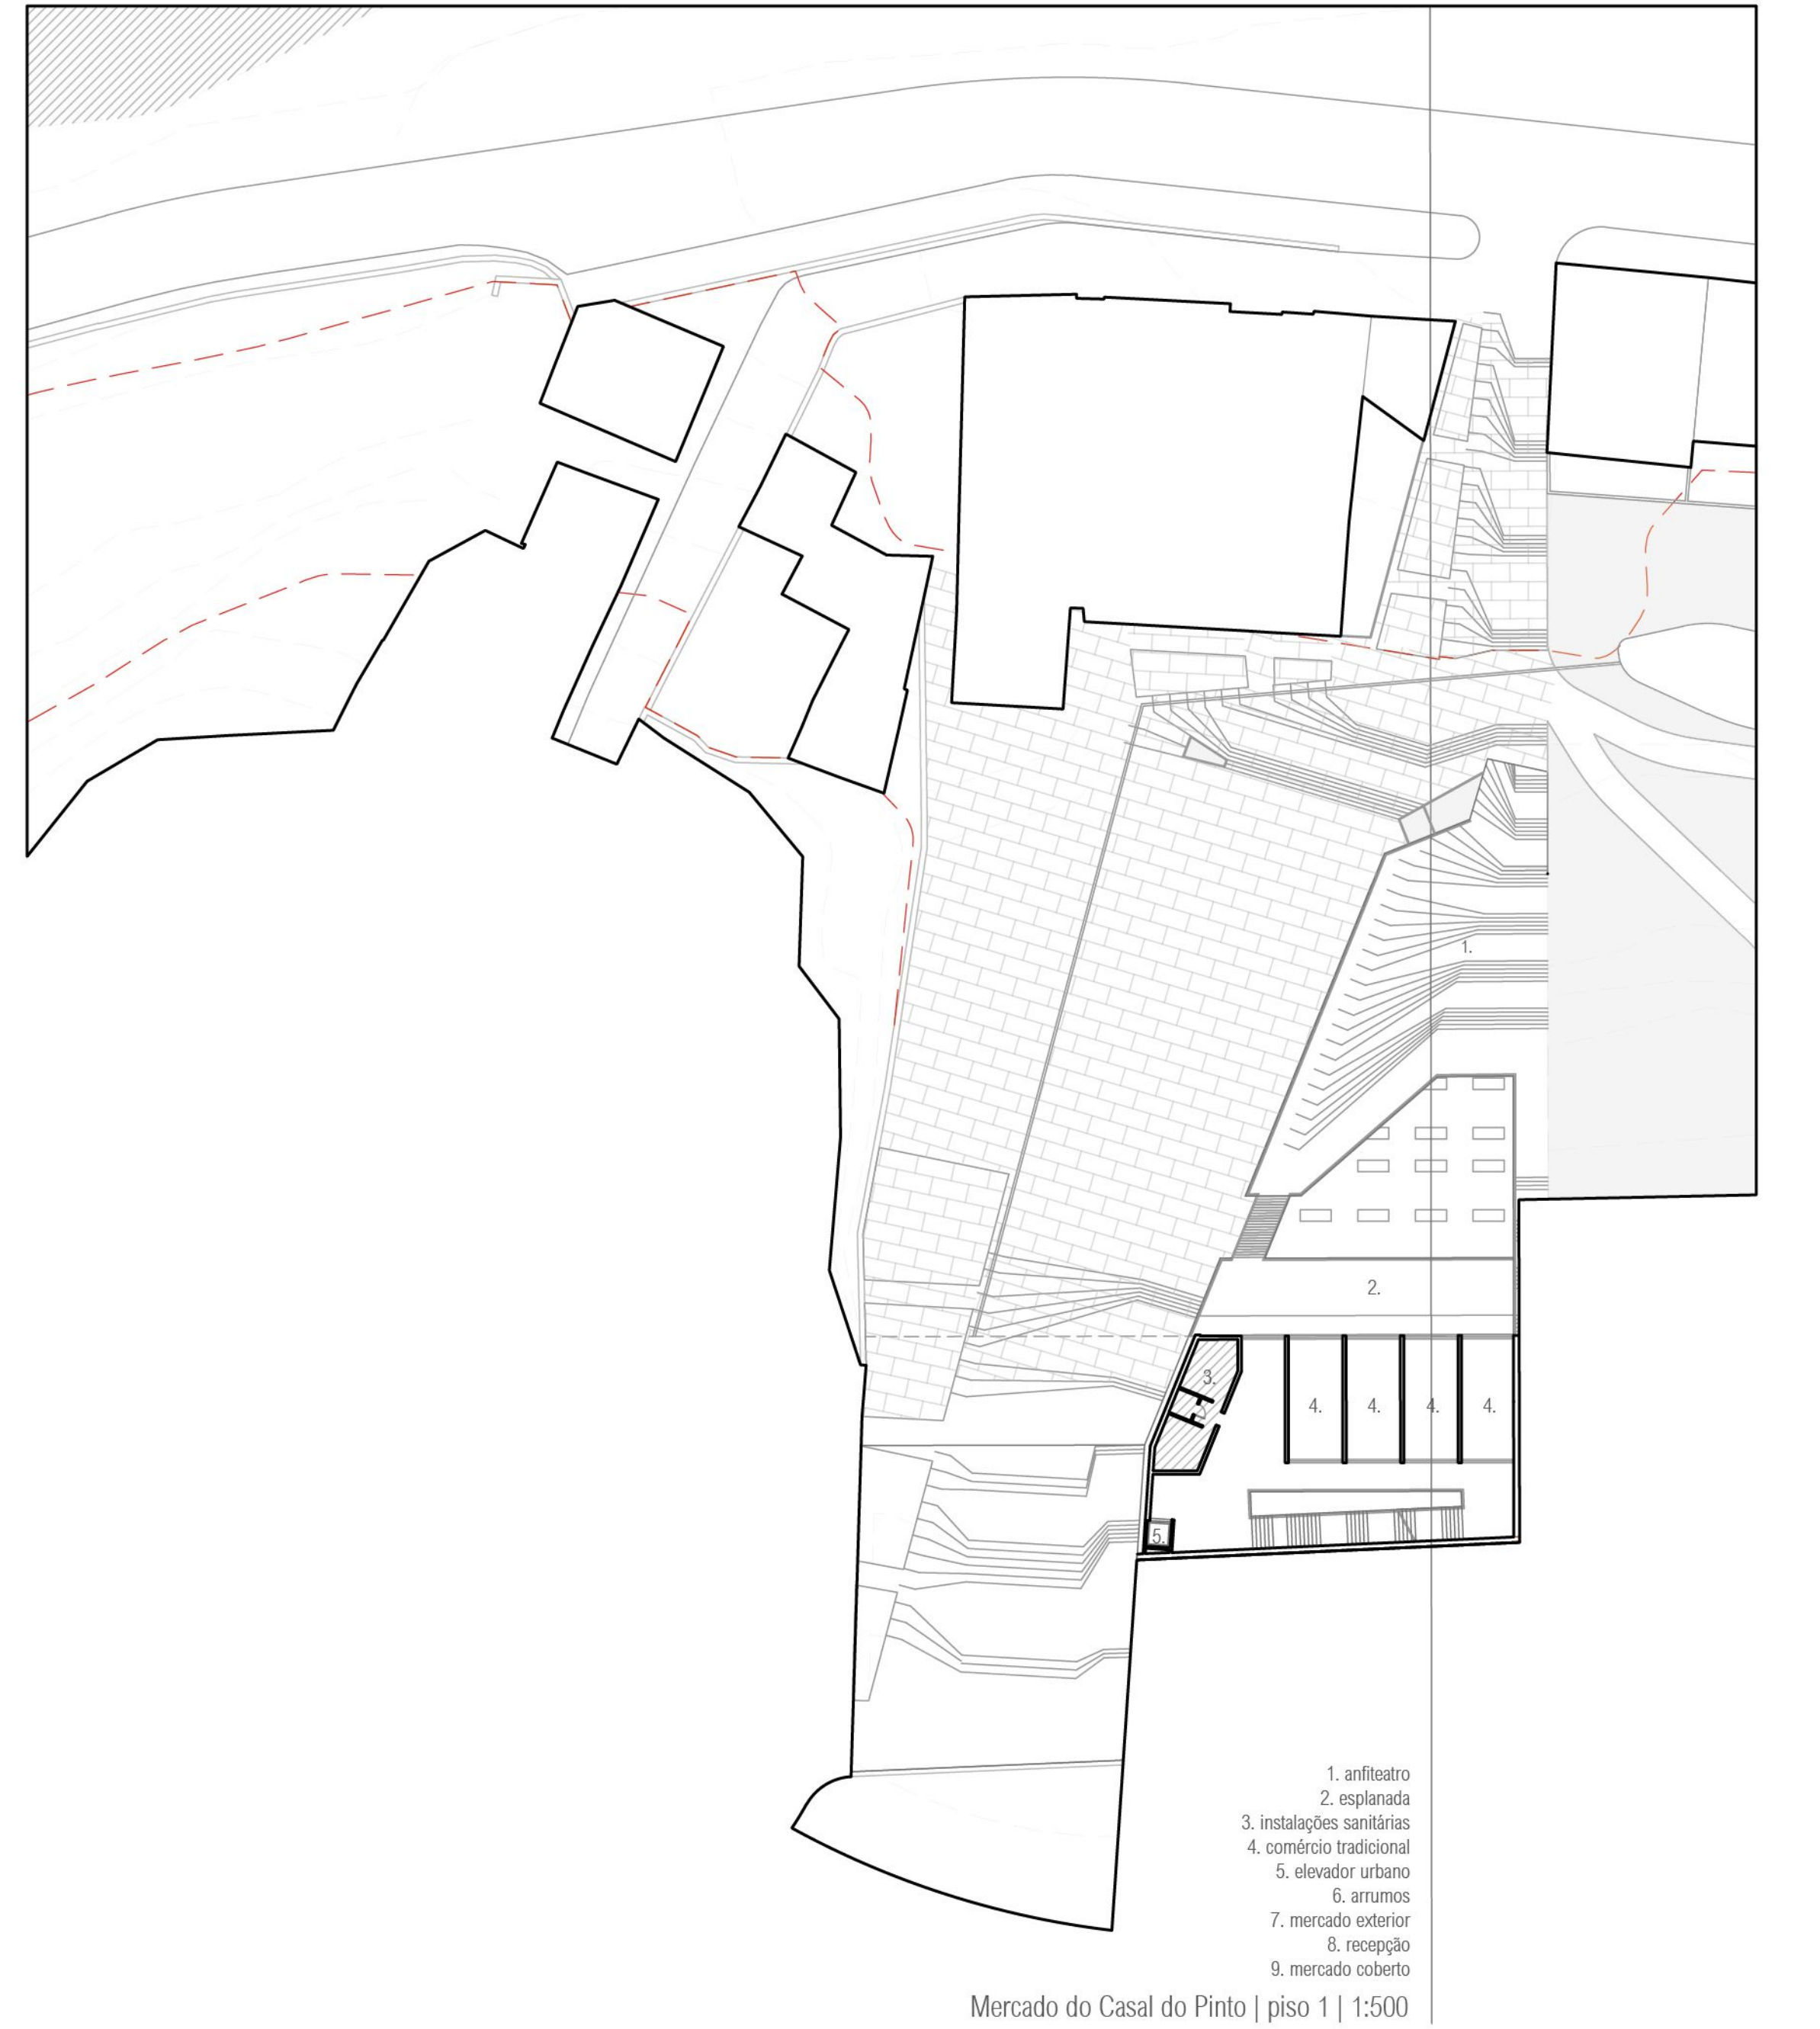 1.
2.
3.
4.
4.
4.
4.
5.
1. anfiteatro
2. esplanada
3. instalações sanitárias
4. comércio tradicional
5. elevador urbano
6. arrumos
7. mercado exterior
8. recepção
9. mercado coberto
Mercado do Casal do Pinto | piso 1 | 1:500